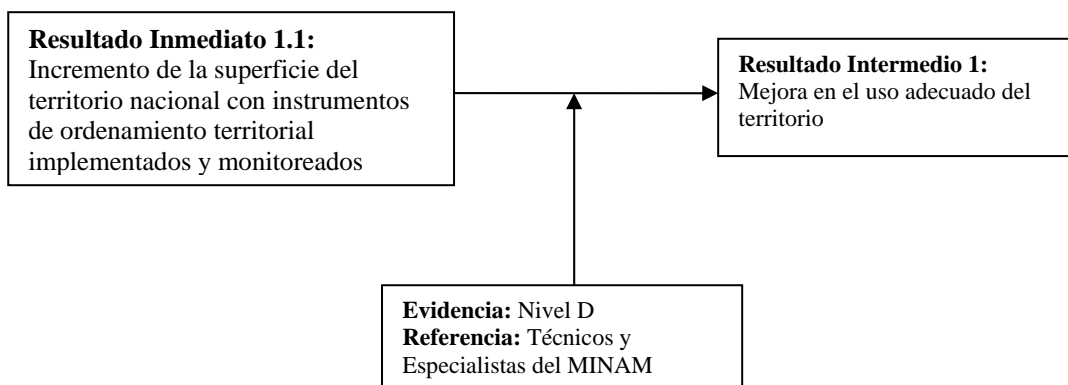 Resultado Inmediato 1.1:
Incremento de la superficie del
territorio nacional con instrumentos
de ordenamiento territorial
implementados y monitoreados
Resultado Intermedio 1:
Mejora en el uso adecuado del
territorio
Evidencia: Nivel D
Referencia: Técnicos y
Especialistas del MINAM